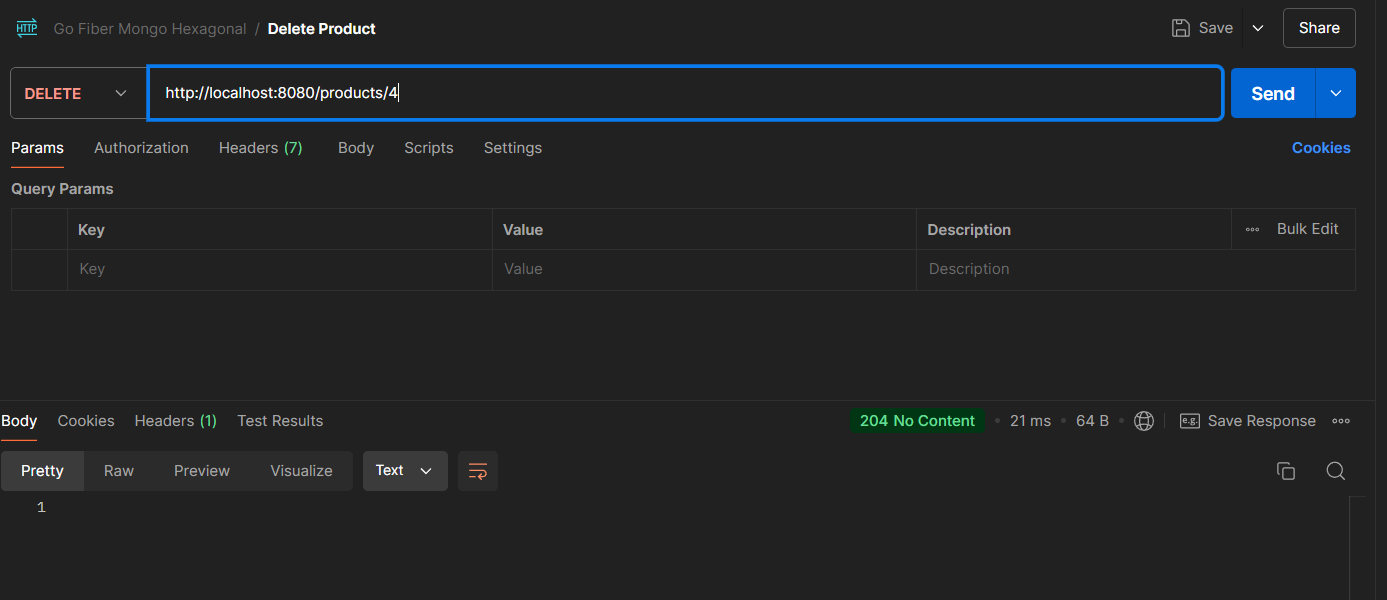 HTTP Go Fiber Mongo Hexagonal / Delete Product Save Share
DELETE http://localhost:8080/products/4 Send
Params Authorization Headers (7) Body Scripts Settings Cookies
Query Params
Key Value Description Bulk Edit
Key Value Description
Body Cookies Headers (1) Test Results 204 No Content • 21 ms • 64 B • e.g. Save Response
Pretty Raw Preview Visualize Text
1